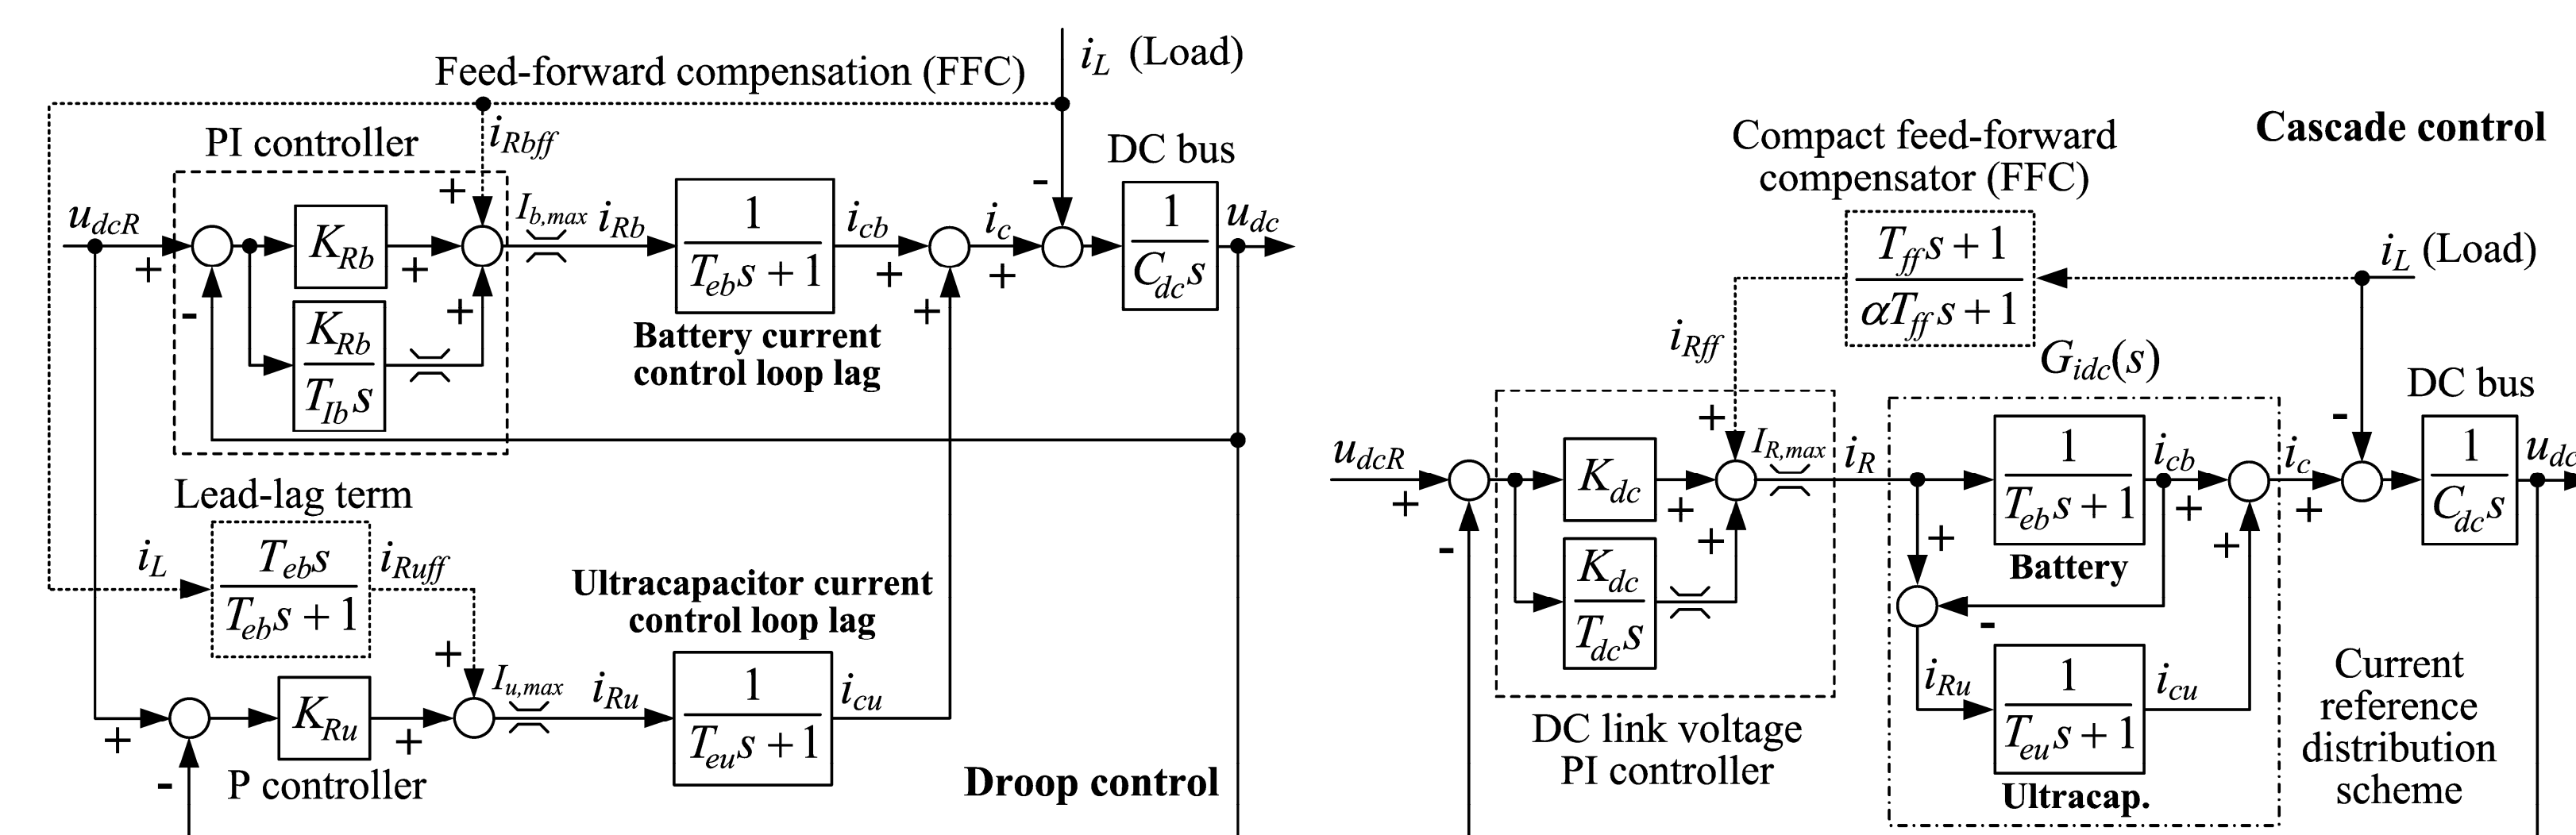 Feed-forward compensation (FFC)
i_L (Load)
PI controller
i_Rbff
DC bus
u_dcR
+
-
K_Rb
+
K_Rb
T_Ib s
+
+
I_b,max
i_Rb
1
T_eb s + 1
i_cb
+
+
i_c
+
-
1
C_dc s
u_dc
Battery current
control loop lag
Lead-lag term
i_L
T_eb s
T_eb s + 1
i_Ruff
+
Ultracapacitor current
control loop lag
+
-
K_Ru
+
I_u,max
i_Ru
1
T_eu s + 1
i_cu
P controller
Droop control
Cascade control
Compact feed-forward
compensator (FFC)
T_ff s + 1
αT_ff s + 1
i_L (Load)
i_Rff
G_idc(s)
DC bus
u_dcR
+
-
K_dc
+
K_dc
T_dc s
+
+
I_R,max
i_R
1
T_eb s + 1
Battery
i_cb
+
+
i_c
+
-
1
C_dc s
u_dc
+
-
i_Ru
1
T_eu s + 1
i_cu
Ultracap.
DC link voltage
PI controller
Current
reference
distribution
scheme